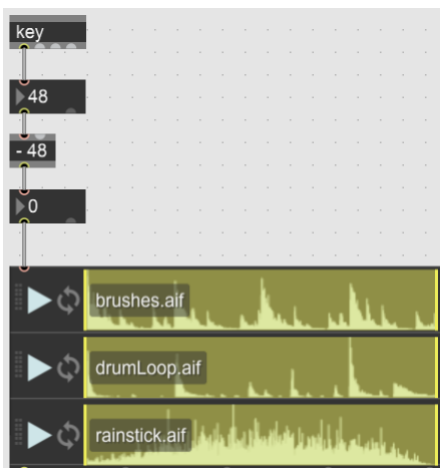 key
48
- 48
0
brushes.aif
drumLoop.aif
rainstick.aif